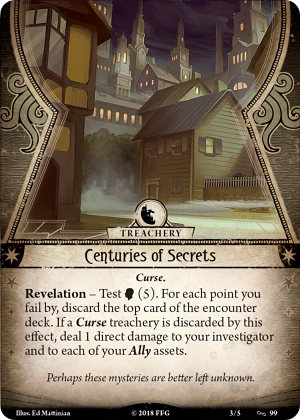 TREACHERY
Centuries of Secrets
Curse.
Revelation – Test (5). For each point you
fail by, discard the top card of the encounter
deck. If a Curse treachery is discarded by this
effect, deal 1 direct damage to your investigator
and to each of your Ally assets.
Perhaps these mysteries are better left unknown.
Illus. Ed Mattinian © 2018 FFG 3/5 99